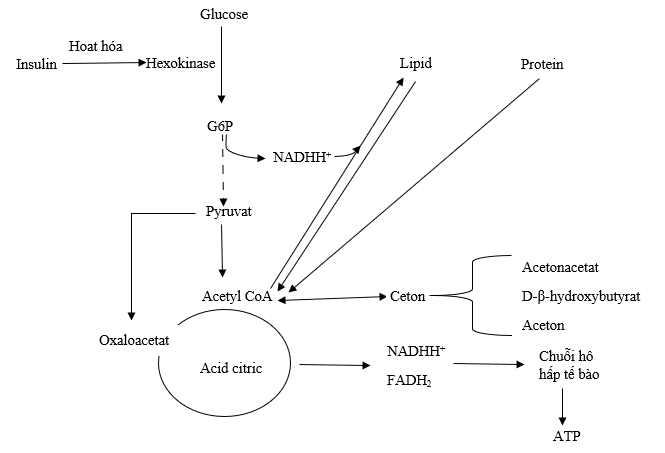 Glucose
Hoat hóa
Insulin
Hexokinase
Lipid
Protein
G6P
NADHH⁺
Pyruvat
Acetyl CoA
Ceton
Acetonacetat
D-β-hydroxybutyrat
Aceton
Oxaloacetat
Acid citric
NADHH⁺
FADH₂
Chuỗi hô
hấp tế bào
ATP